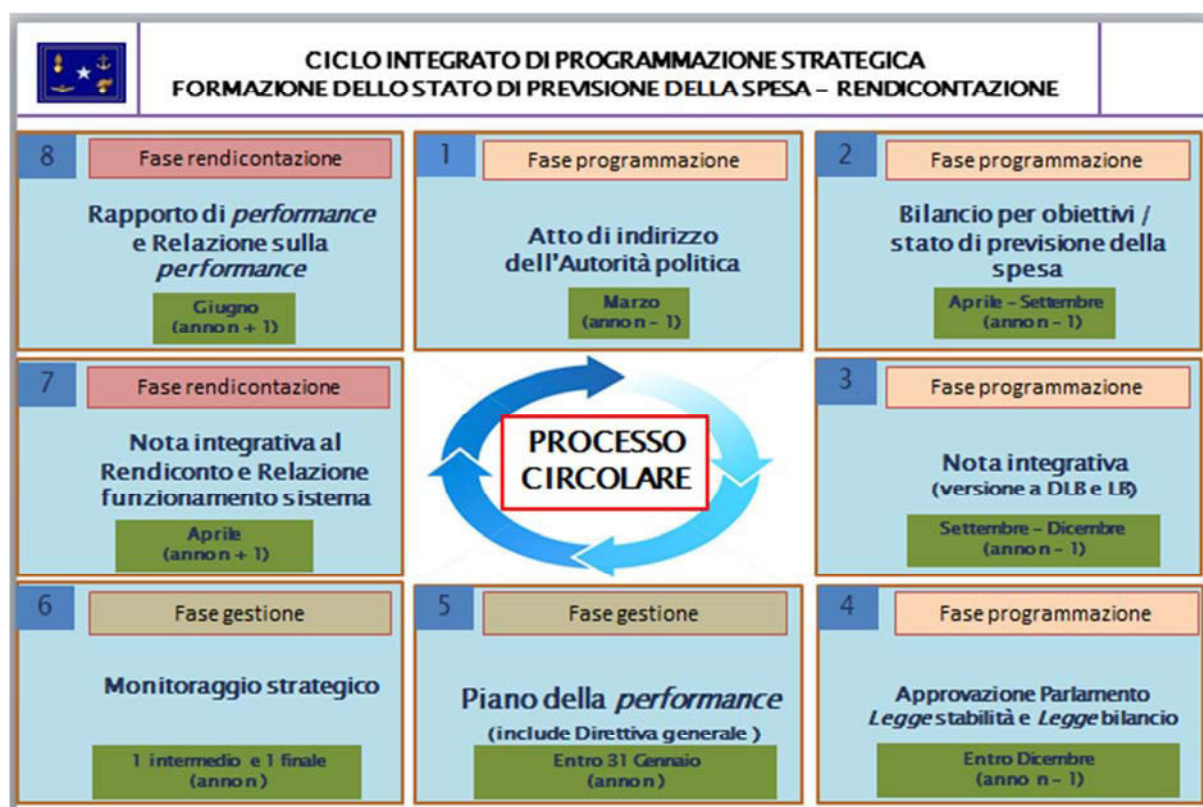 CICLO INTEGRATO DI PROGRAMMAZIONE STRATEGICA
FORMAZIONE DELLO STATO DI PREVISIONE DELLA SPESA – RENDICONTAZIONE
8
Fase rendicontazione
Rapporto di performance
e Relazione sulla
performance
Giugno
(anno n + 1)
1
Fase programmazione
Atto di indirizzo
dell'Autorità politica
Marzo
(anno n – 1)
2
Fase programmazione
Bilancio per obiettivi /
stato di previsione della
spesa
Aprile – Settembre
(anno n – 1)
7
Fase rendicontazione
Nota integrativa al
Rendiconto e Relazione
funzionamento sistema
Aprile
(anno n + 1)
PROCESSO
CIRCOLARE
3
Fase programmazione
Nota integrativa
(versione a DLB e LB)
Settembre – Dicembre
(anno n – 1)
6
Fase gestione
Monitoraggio strategico
1 intermedio e 1 finale
(anno n)
5
Fase gestione
Piano della performance
(include Direttiva generale )
Entro 31 Gennaio
(anno n)
4
Fase programmazione
Approvazione Parlamento
Legge stabilità e Legge bilancio
Entro Dicembre
(anno n – 1)